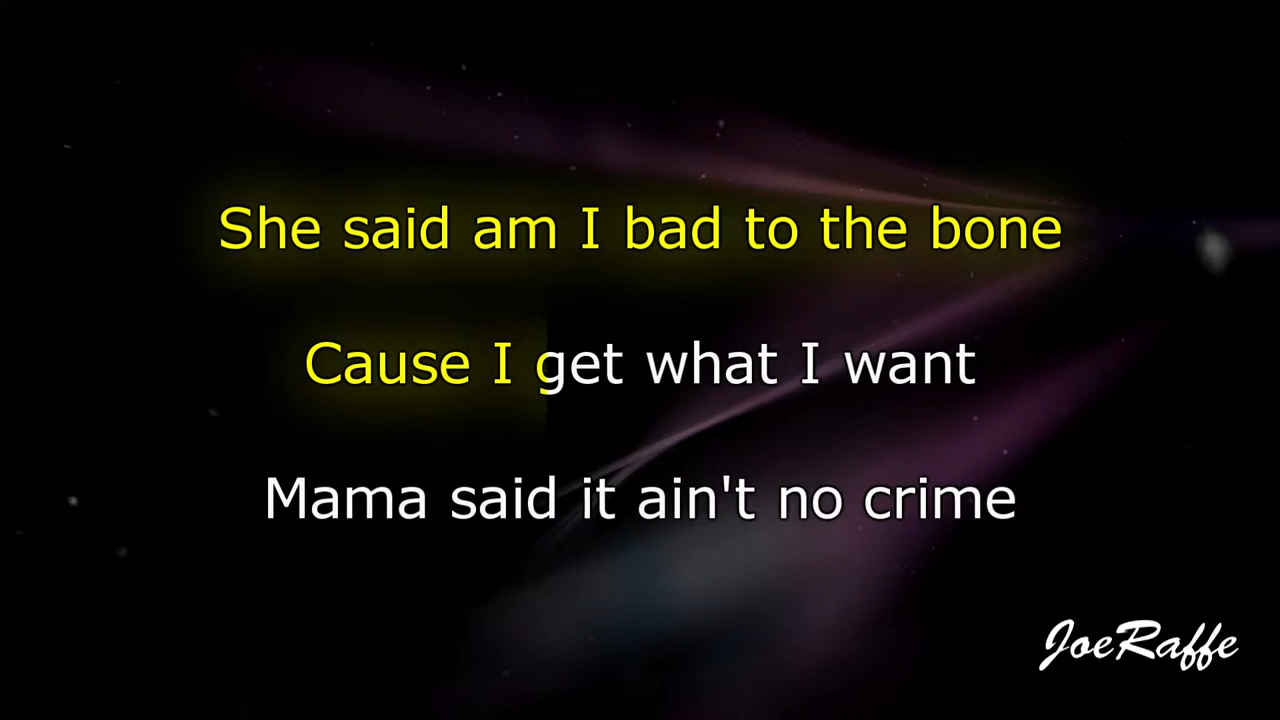 She said am I bad to the bone
Cause I get what I want
Mama said it ain't no crime
JoeRaffe